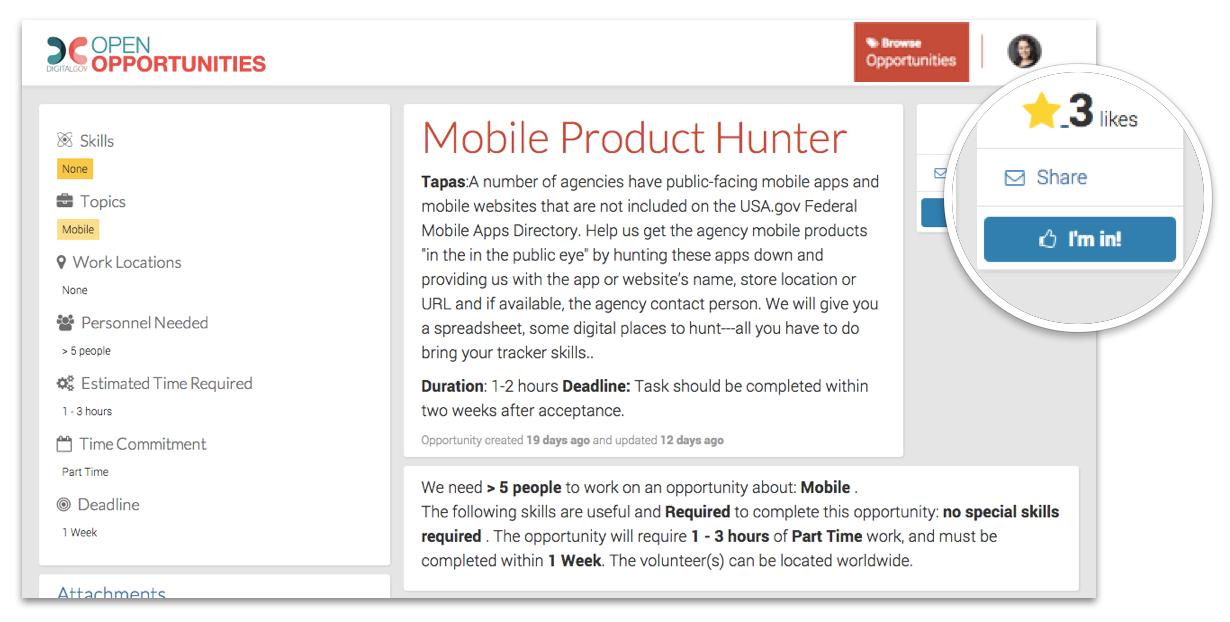 OPEN
DIGITALGOV OPPORTUNITIES
Browse
Opportunities
Skills
None
Topics
Mobile
Work Locations
None
Personnel Needed
> 5 people
Estimated Time Required
1 - 3 hours
Time Commitment
Part Time
Deadline
1 Week
Attachments
Mobile Product Hunter
Tapas:A number of agencies have public-facing mobile apps and
mobile websites that are not included on the USA.gov Federal
Mobile Apps Directory. Help us get the agency mobile products
"in the in the public eye" by hunting these apps down and
providing us with the app or website's name, store location or
URL and if available, the agency contact person. We will give you
a spreadsheet, some digital places to hunt---all you have to do
bring your tracker skills..
Duration: 1-2 hours Deadline: Task should be completed within
two weeks after acceptance.
Opportunity created 19 days ago and updated 12 days ago
We need > 5 people to work on an opportunity about: Mobile .
The following skills are useful and Required to complete this opportunity: no special skills
required . The opportunity will require 1 - 3 hours of Part Time work, and must be
completed within 1 Week. The volunteer(s) can be located worldwide.
3 likes
Share
I'm in!